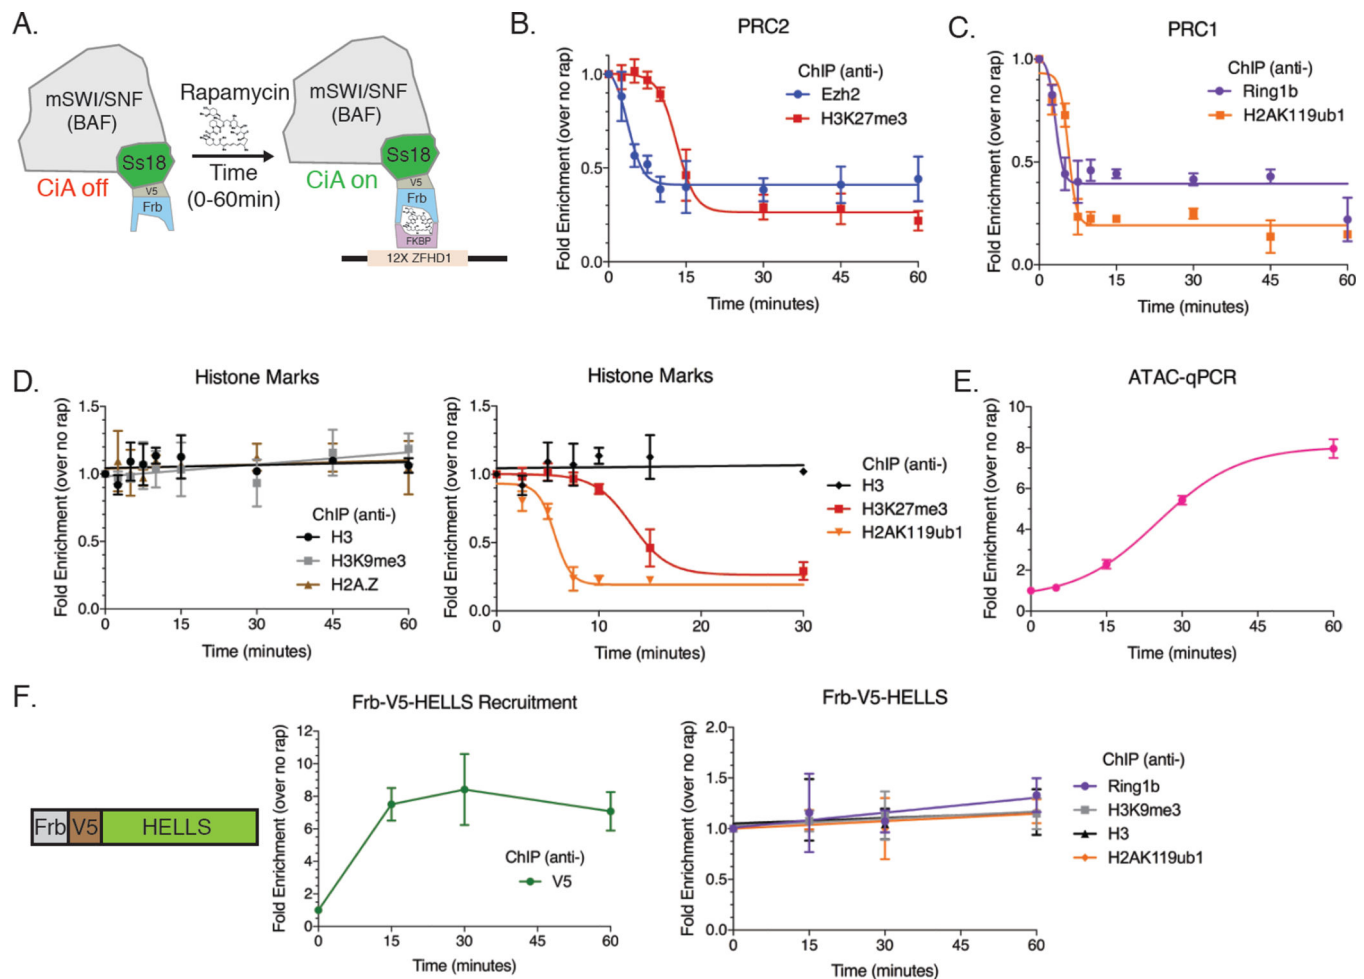 A.
mSWI/SNF
(BAF)
Ss18
V5
Frb
CiA off
Rapamycin
Time
(0-60min)
mSWI/SNF
(BAF)
Ss18
CiA on
V5
Frb
FKBP
12X ZFHD1
B.
PRC2
Fold Enrichment (over no rap)
1.0
0.5
0.0
0 15 30 45 60
Time (minutes)
ChIP (anti-)
Ezh2
H3K27me3
C.
PRC1
Fold Enrichment (over no rap)
1.0
0.5
0.0
0 15 30 45 60
Time (minutes)
ChIP (anti-)
Ring1b
H2AK119ub1
D.
Histone Marks
Fold Enrichment (over no rap)
1.5
1.0
0.5
0.0
0 15 30 45 60
Time (minutes)
ChIP (anti-)
H3
H3K9me3
H2A.Z
Histone Marks
Fold Enrichment (over no rap)
1.5
1.0
0.5
0.0
0 10 20 30
Time (minutes)
ChIP (anti-)
H3
H3K27me3
H2AK119ub1
E.
ATAC-qPCR
Fold Enrichment (over no rap)
10
8
6
4
2
0
0 15 30 45 60
Time (minutes)
F.
Frb V5 HELLS
Frb-V5-HELLS Recruitment
Fold Enrichment (over no rap)
12
10
8
6
4
2
0
0 15 30 45 60
Time (minutes)
ChIP (anti-)
V5
Frb-V5-HELLS
Fold Enrichment (over no rap)
2.0
1.5
1.0
0.5
0.0
0 15 30 45 60
Time (minutes)
ChIP (anti-)
Ring1b
H3K9me3
H3
H2AK119ub1